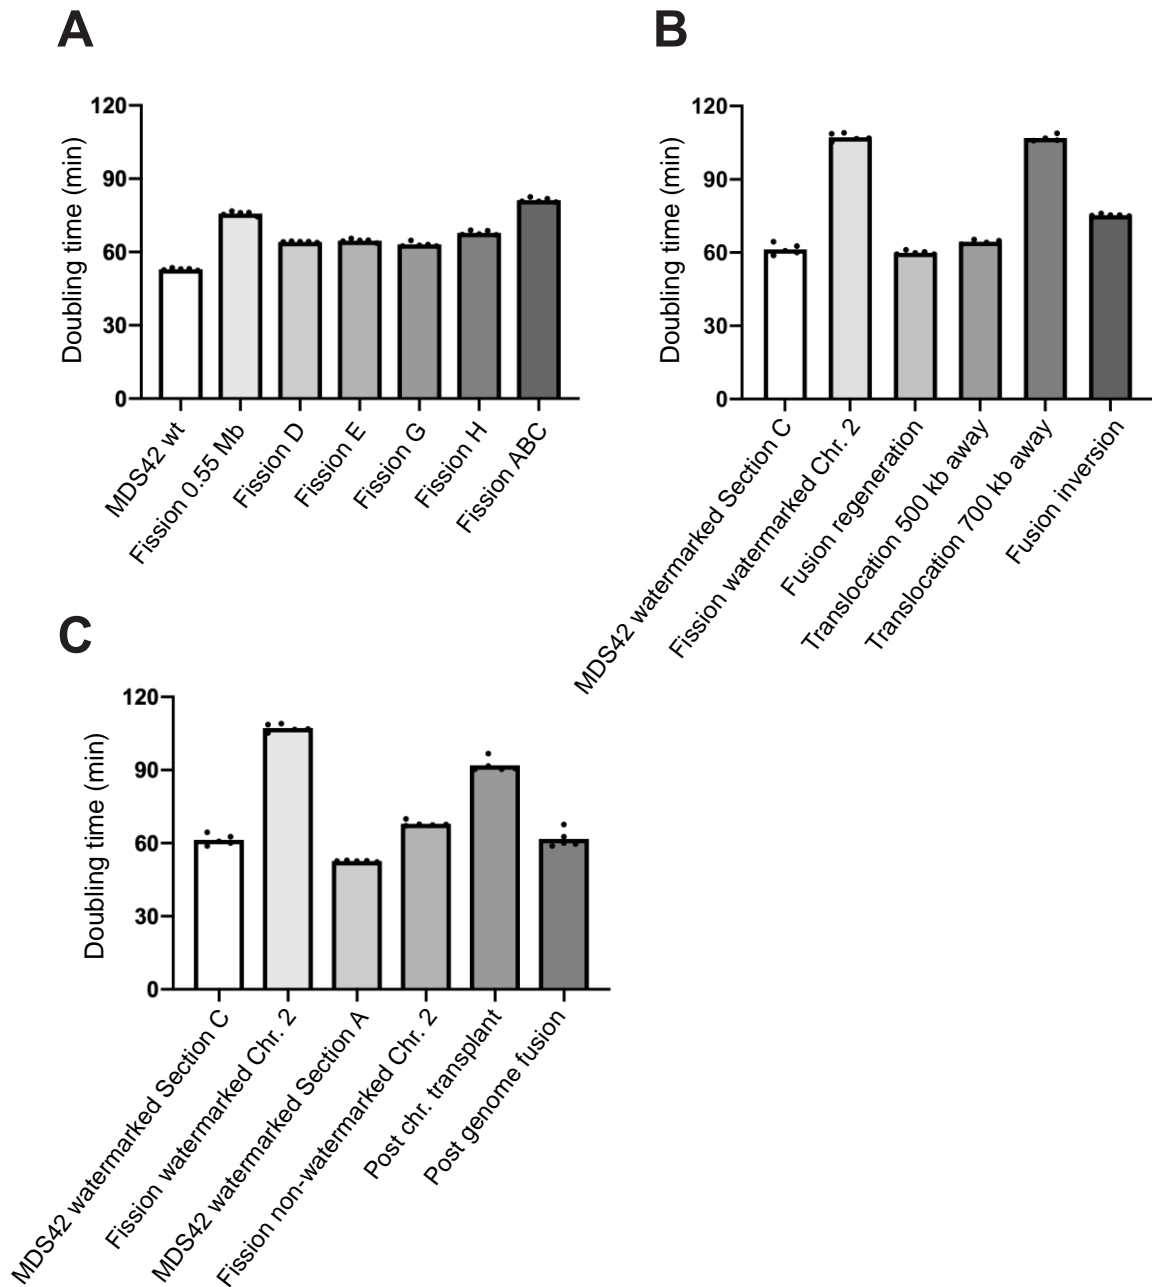 A
Doubling time (min)
120
90
60
30
0
MDS42 wt
Fission 0.55 Mb
Fission D
Fission E
Fission G
Fission H
Fission ABC
B
Doubling time (min)
120
90
60
30
0
MDS42 watermarked Section C
Fission watermarked Chr. 2
Fusion regeneration
Translocation 500 kb away
Translocation 700 kb away
Fusion inversion
C
Doubling time (min)
120
90
60
30
0
MDS42 watermarked Section C
Fission watermarked Chr. 2
MDS42 watermarked Section A
Fission non-watermarked Chr. 2
Post chr. transplant
Post genome fusion